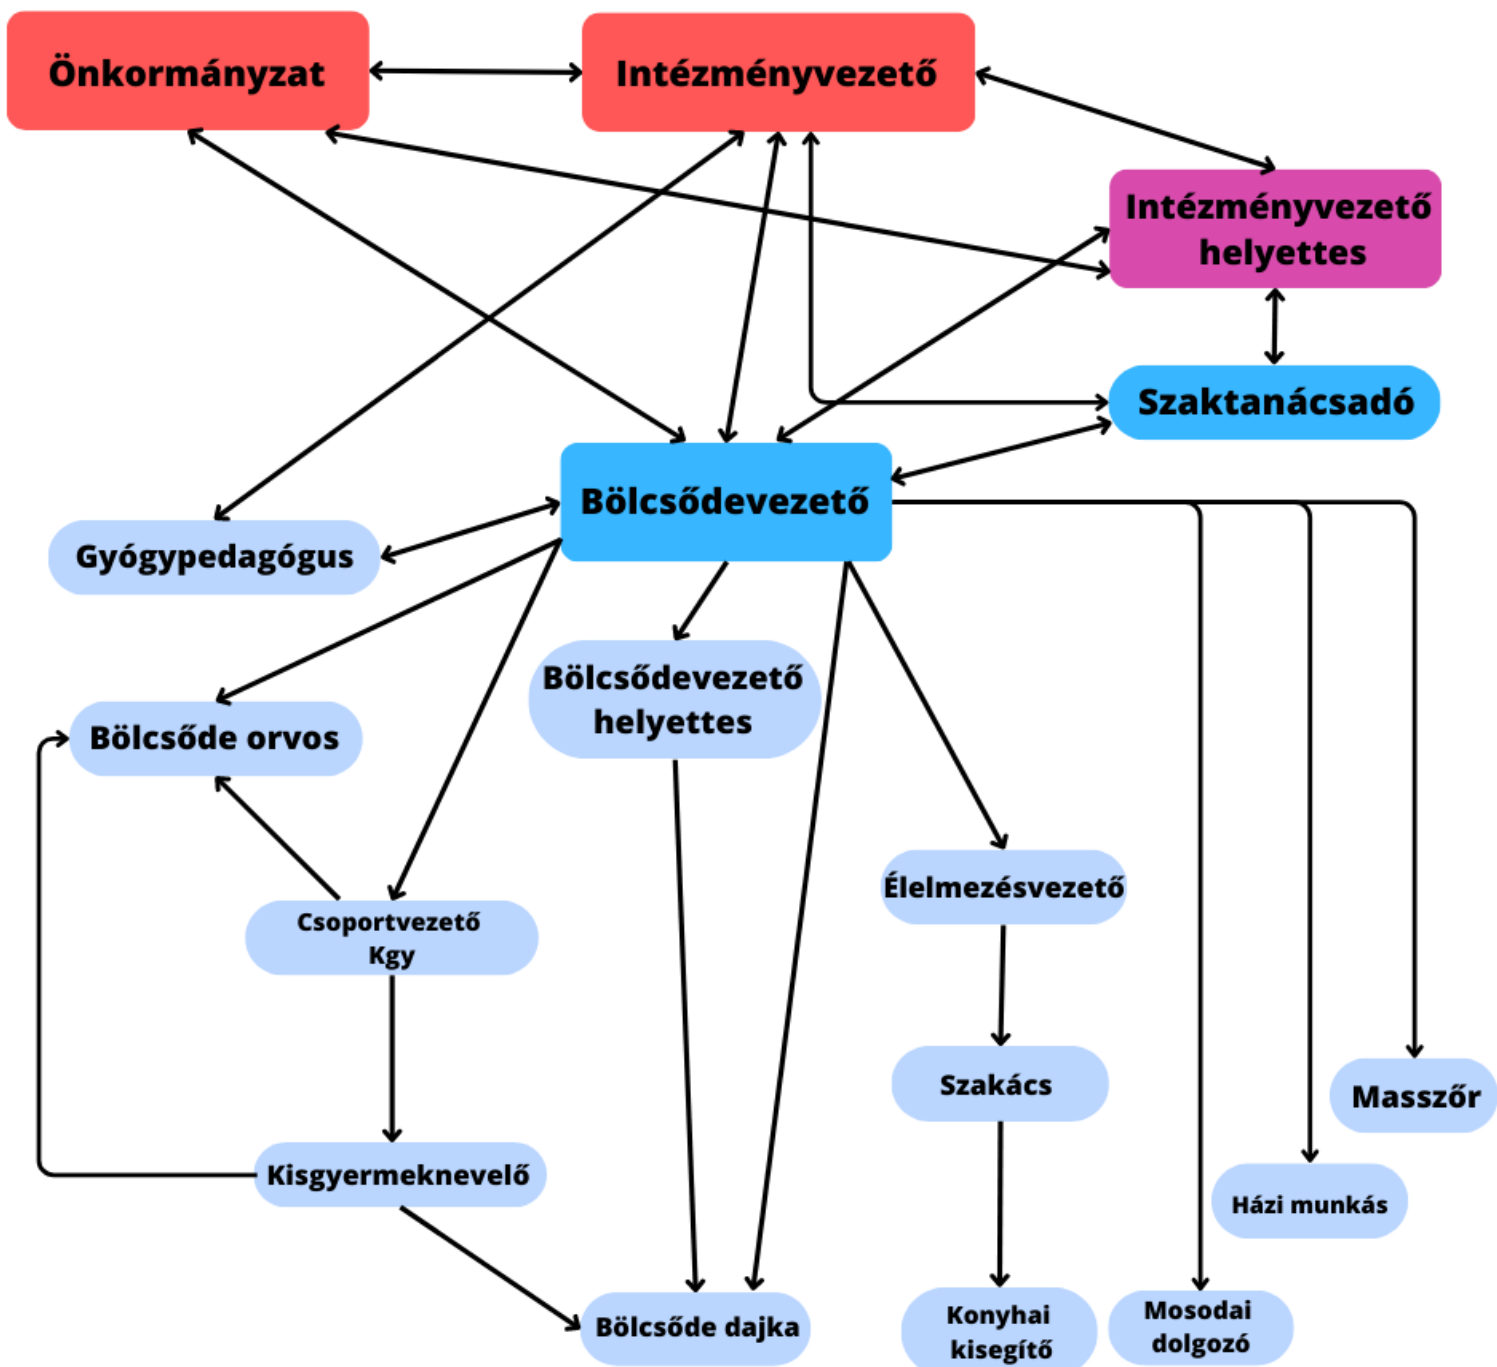 Önkormányzat
Intézményvezető
Intézményvezető
helyettes
Szaktanácsadó
Bölcsődevezető
Gyógypedagógus
Bölcsődevezető
helyettes
Bölcsőde orvos
Élelmezésvezető
Csoportvezető
Kgy
Szakács
Masszőr
Kisgyermeknevelő
Házi munkás
Bölcsőde dajka
Konyhai
kisegítő
Mosodai
dolgozó